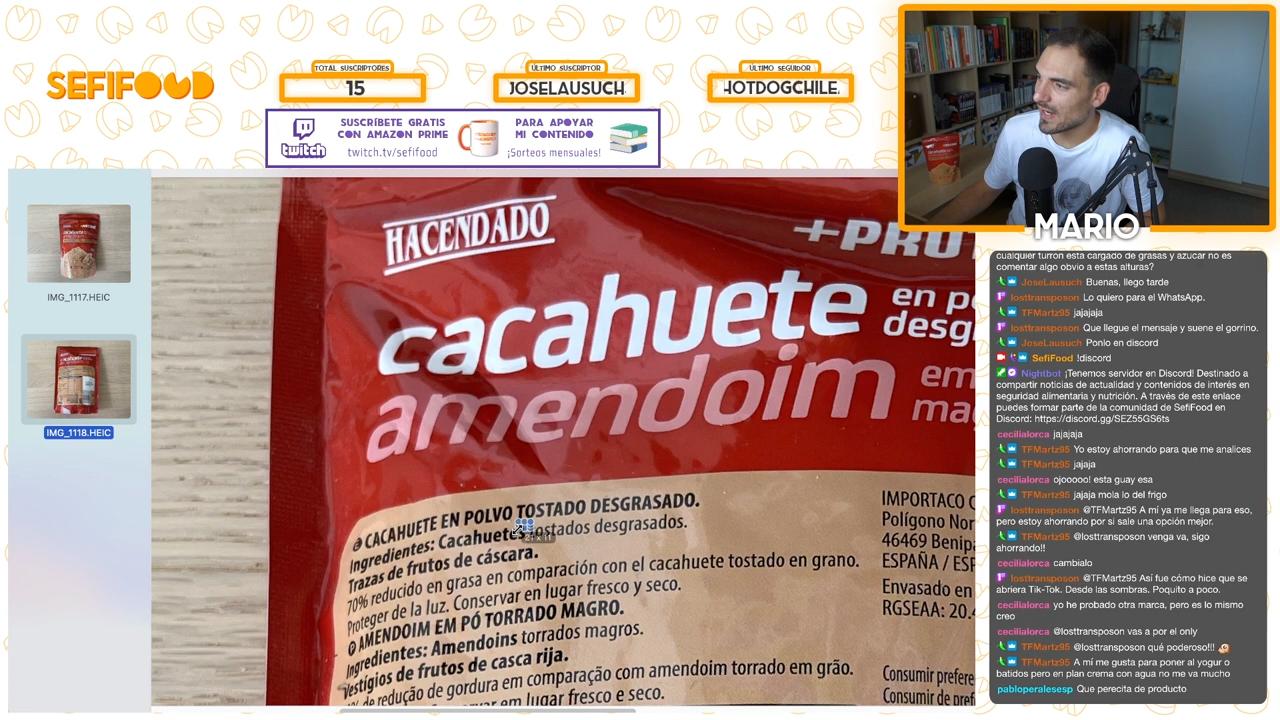 SEFIFOOD
TOTAL SUSCRIPTORES
15
ÚLTIMO SUSCRIPTOR
JOSELAUSUCH
ÚLTIMO SEGUIDOR
HOTDOGCHILE
SUSCRÍBETE GRATIS
CON AMAZON PRIME
twitch
twitch.tv/sefifood
PARA APOYAR
MI CONTENIDO
¡Sorteos mensuales!
MARIO
IMG_1117.HEIC
IMG_1118.HEIC
HACENDADO
+PRO
cacahuete
en
desg
amendoim
em
ma
CACAHUETE EN POLVO TOSTADO DESGRASADO.
Ingredientes: Cacahuetes tostados desgrasados.
Trazas de frutos de cáscara.
70% reducido en grasa en comparación con el cacahuete tostado en grano.
Proteger de la luz. Conservar en lugar fresco y seco.
AMENDOIM EM PÓ TORRADO MAGRO.
Ingredientes: Amendoins torrados magros.
Vestigios de frutos de casca rija.
de redução de gordura em comparação com amendoim torrado em grão.
em lugar fresco e seco.
IMPORTACO
Polígono Nor
46469 Benip
ESPAÑA / ESP
Envasado en
RGSEAA: 20.
Consumir prefere
Consumir de pref
cualquier turrón está cargado de grasas y azúcar no es
comentar algo obvio a estas alturas?
JoseLausuch Buenas, llego tarde
losttransposon Lo quiero para el WhatsApp.
TFMartz95 jajajaja
losttransposon Que llegue el mensaje y suene el gorrino.
JoseLausuch Ponlo en discord
SefiFood !discord
Nightbot ¡Tenemos servidor en Discord! Destinado a
compartir noticias de actualidad y contenidos de interés en
seguridad alimentaria y nutrición. A través de este enlace
puedes formar parte de la comunidad de SefiFood en
Discord: https://discord.gg/SEZ55GS6ts
cecilialorca jajajaja
TFMartz95 Yo estoy ahorrando para que me analices
TFMartz95 jajaja
cecilialorca ojooooo! esta guay esa
TFMartz95 jajaja mola lo del frigo
losttransposon @TFMartz95 A mí ya me llega para eso,
pero estoy ahorrando por si sale una opción mejor.
TFMartz95 @losttransposon venga va, sigo
ahorrando!!
cecilialorca cambialo
losttransposon @TFMartz95 Así fue cómo hice que se
abriera Tik-Tok. Desde las sombras. Poquito a poco.
cecilialorca yo he probado otra marca, pero es lo mismo
creo
cecilialorca @losttransposon vas a por el only
TFMartz95 @losttransposon qué poderoso!!!
TFMartz95 A mí me gusta para poner al yogur o
batidos pero en plan crema con agua no me va mucho
pabloperalesesp Que perecita de producto